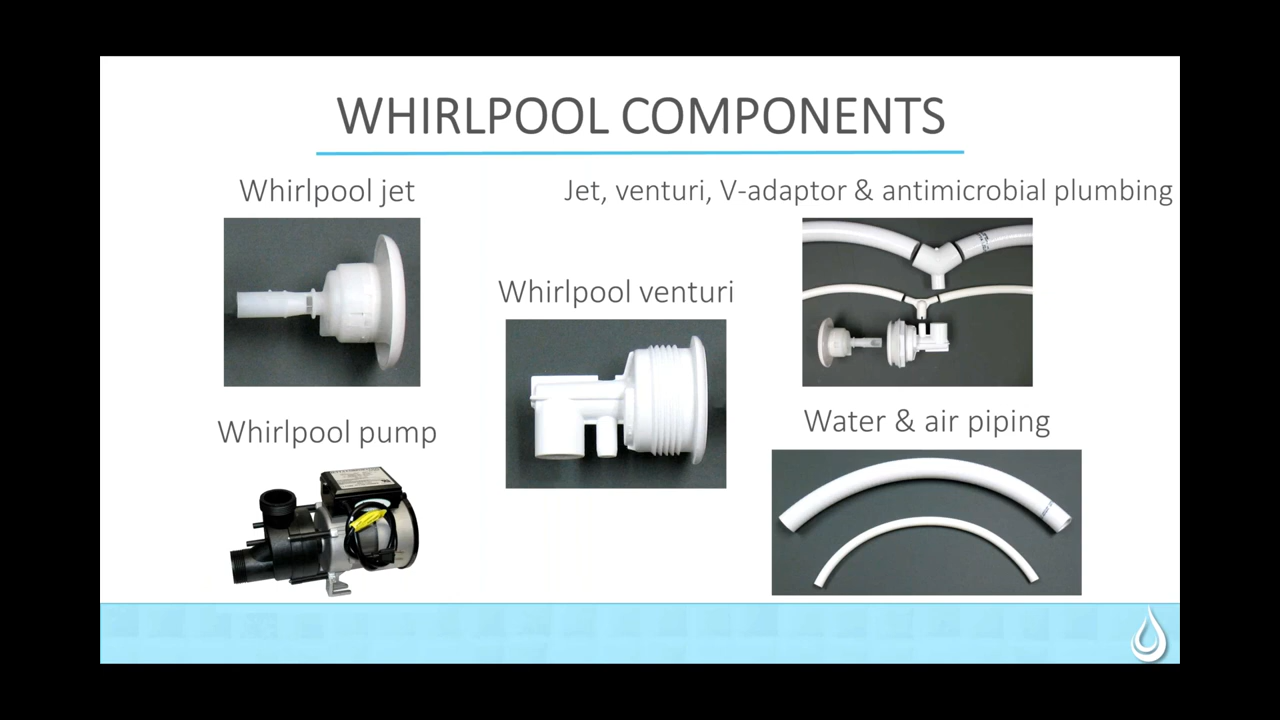 WHIRLPOOL COMPONENTS
Whirlpool jet
Jet, venturi, V-adaptor & antimicrobial plumbing
Whirlpool venturi
Whirlpool pump
Water & air piping